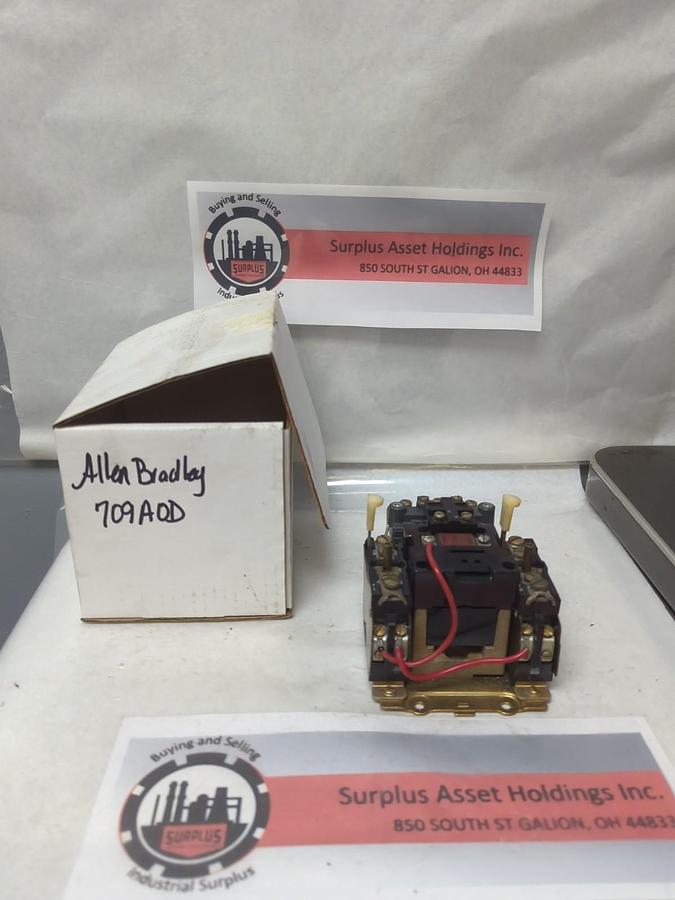 Buying and Selling
SURPLUS
Surplus Asset Holdings Inc.
850 SOUTH ST GALION, OH 44833
Allen Bradley
709AOD
Buying and Selling
SURPLUS
Industrial Surplus
Surplus Asset Holdings Inc.
850 SOUTH ST GALION, OH 44833